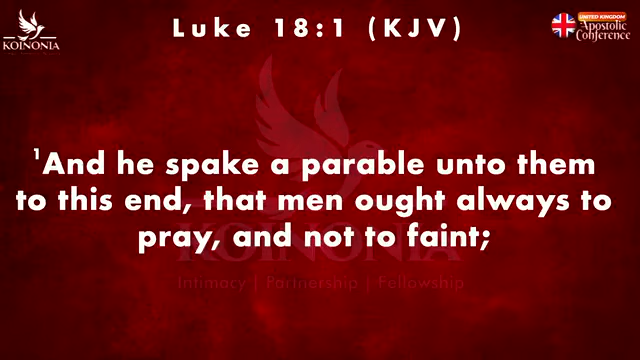 Luke 18:1 (KJV)
KOINONIA
UNITED KINGDOM
Apostolic
Conference
¹And he spake a parable unto them
to this end, that men ought always to
pray, and not to faint;
KOINONIA
Intimacy | Partnership | Fellowship